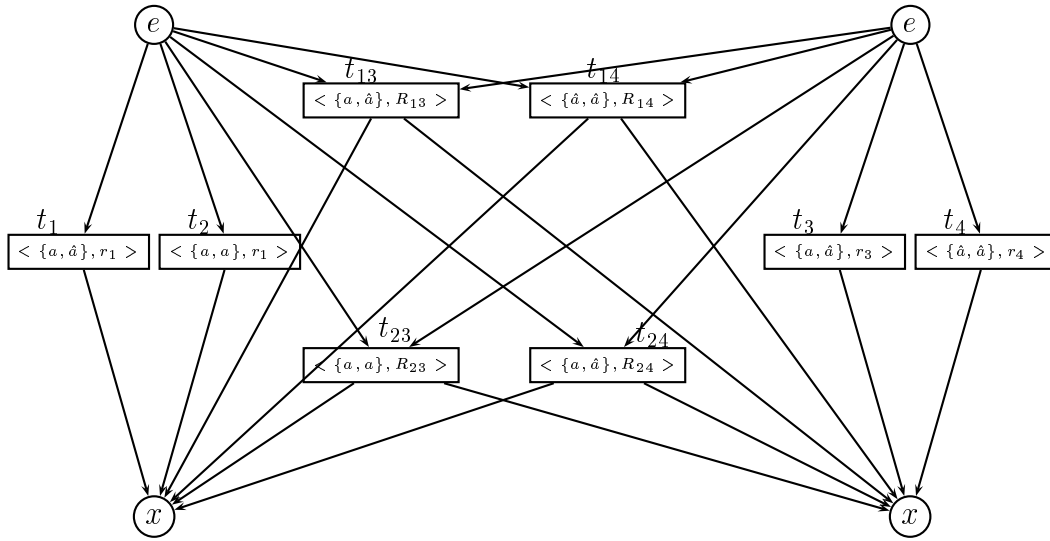 e e
t₁₃ t₁₄
< {a, â}, R₁₃ > < {â, â}, R₁₄ >
t₁ t₂ t₃ t₄
< {a, â}, r₁ > < {a, a}, r₁ > < {a, â}, r₃ > < {â, â}, r₄ >
t₂₃ t₂₄
< {a, a}, R₂₃ > < {a, â}, R₂₄ >
x x